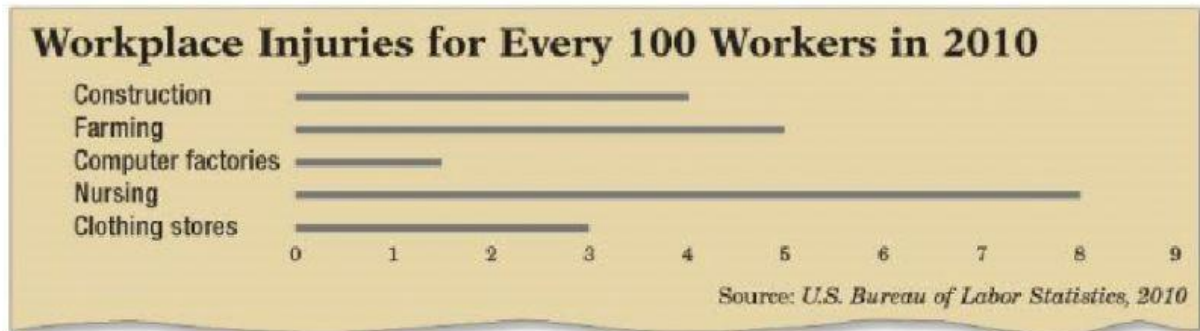 Workplace Injuries for Every 100 Workers in 2010
Construction
Farming
Computer factories
Nursing
Clothing stores
0 1 2 3 4 5 6 7 8 9
Source: U.S. Bureau of Labor Statistics, 2010